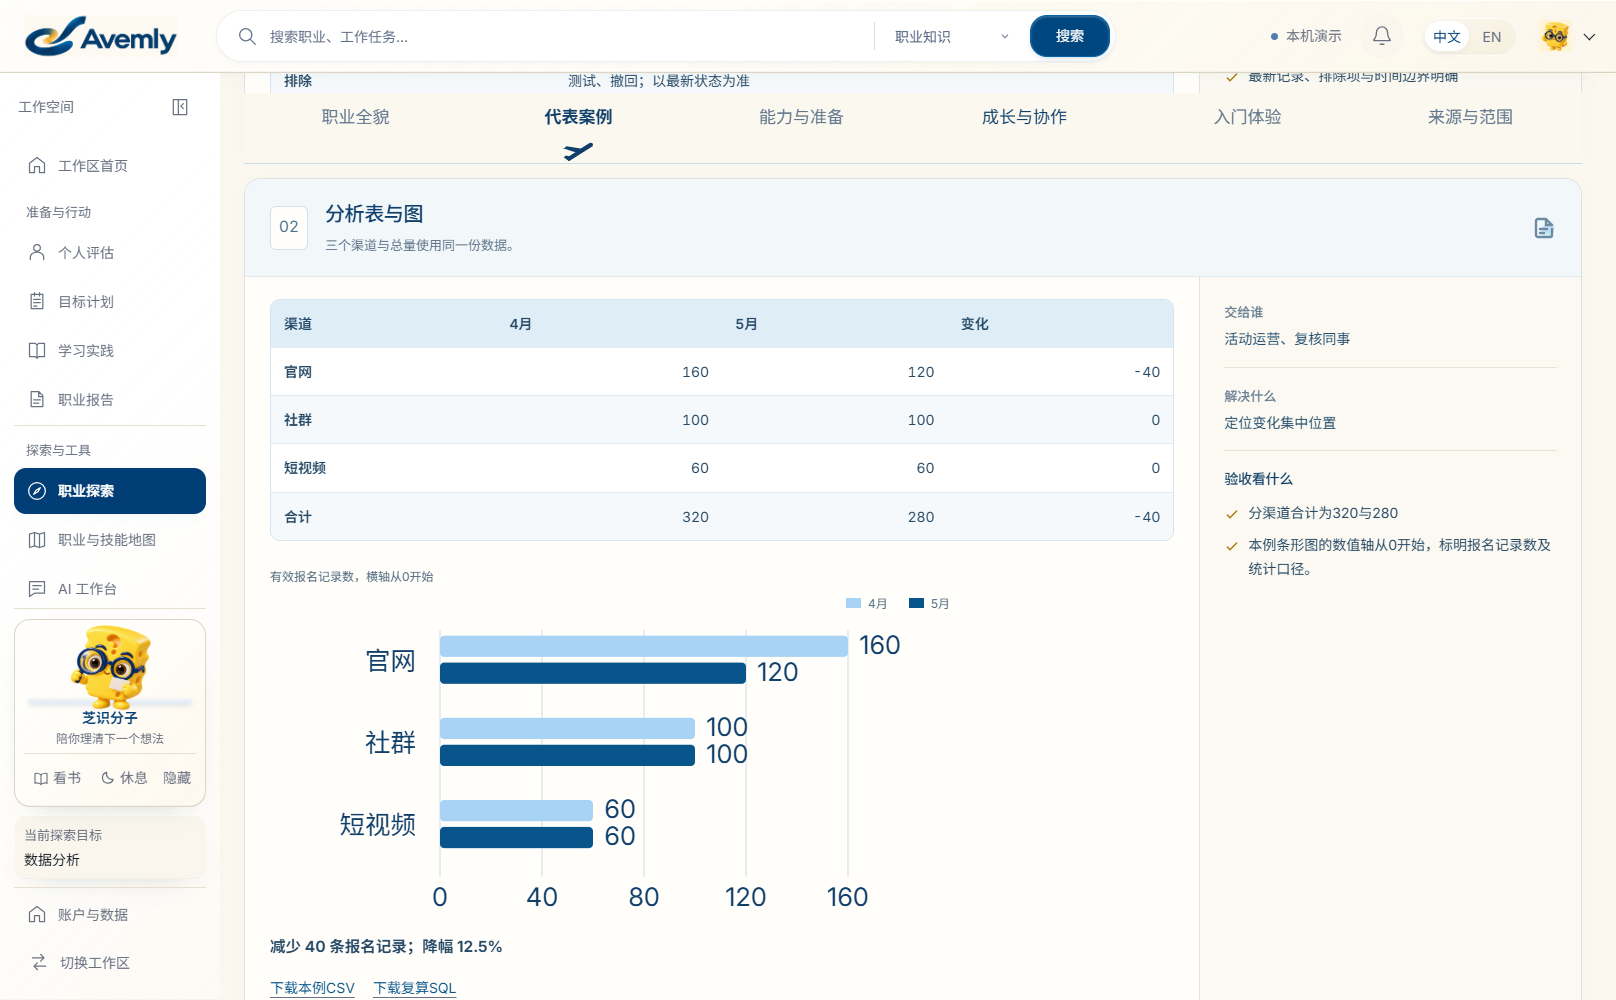 Avemly
搜索职业、工作任务...
职业知识
搜索
本机演示
中文
EN
工作空间
工作区首页
准备与行动
个人评估
目标计划
学习实践
职业报告
探索与工具
职业探索
职业与技能地图
AI 工作台
芝识分子
陪你理清下一个想法
看书
休息
隐藏
当前探索目标
数据分析
账户与数据
切换工作区
排除
测试、撤回；以最新状态为准
最新记录、排除项与时间边界明确
职业全貌
代表案例
能力与准备
成长与协作
入门体验
来源与范围
02
分析表与图
三个渠道与总量使用同一份数据。
渠道 4月 5月 变化
官网 160 120 -40
社群 100 100 0
短视频 60 60 0
合计 320 280 -40
有效报名记录数，横轴从0开始
4月 5月
官网
160
120
社群
100
100
短视频
60
60
0 40 80 120 160
减少 40 条报名记录；降幅 12.5%
下载本例CSV 下载复算SQL
交给谁
活动运营、复核同事
解决什么
定位变化集中位置
验收看什么
分渠道合计为320与280
本例条形图的数值轴从0开始，标明报名记录数及
统计口径。